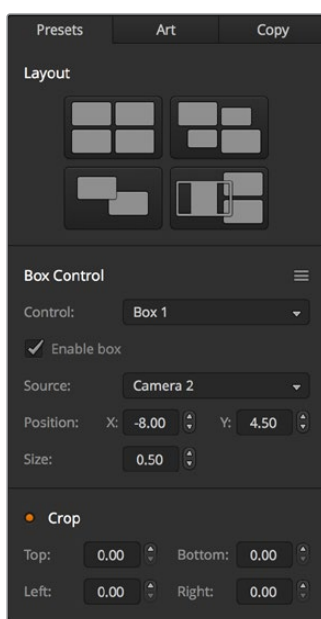 Presets Art Copy
Layout
Box Control
Control: Box 1
Enable box
Source: Camera 2
Position: X: -8.00 Y: 4.50
Size: 0.50
Crop
Top: 0.00 Bottom: 0.00
Left: 0.00 Right: 0.00